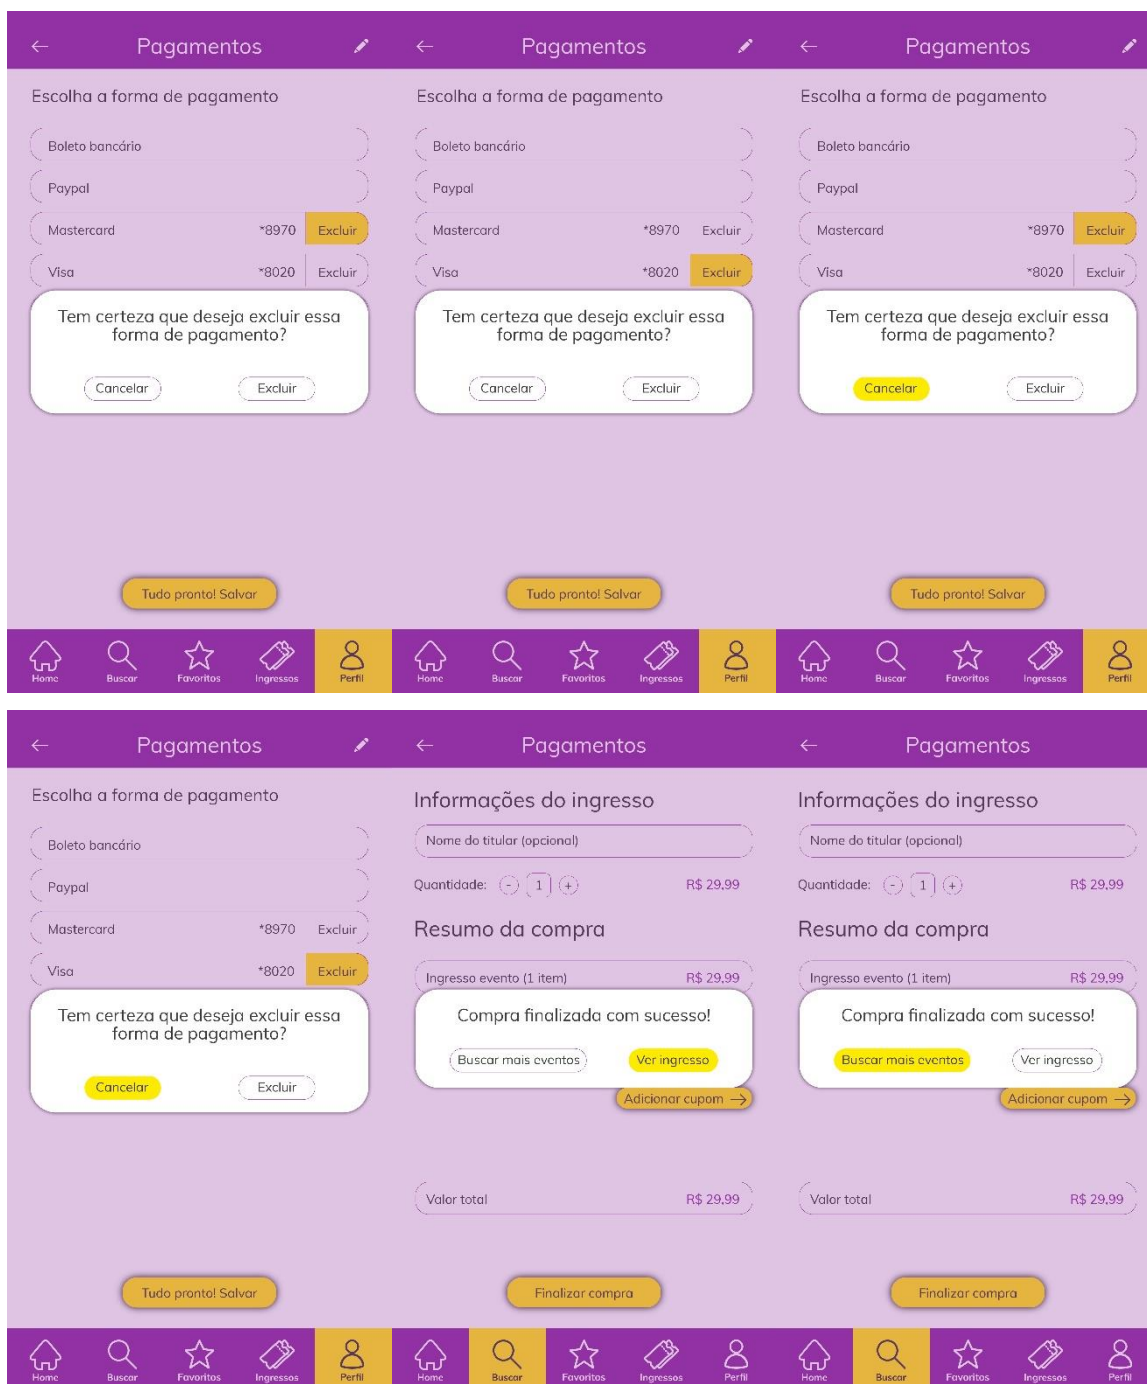 Pagamentos
Escolha a forma de pagamento
Boleto bancário
Paypal
Mastercard *8970 Excluir
Visa *8020 Excluir
Tem certeza que deseja excluir essa
forma de pagamento?
Cancelar Excluir
Tudo pronto! Salvar
Home Buscar Favoritos Ingressos Perfil
Pagamentos
Escolha a forma de pagamento
Boleto bancário
Paypal
Mastercard *8970 Excluir
Visa *8020 Excluir
Tem certeza que deseja excluir essa
forma de pagamento?
Cancelar Excluir
Tudo pronto! Salvar
Home Buscar Favoritos Ingressos Perfil
Pagamentos
Escolha a forma de pagamento
Boleto bancário
Paypal
Mastercard *8970 Excluir
Visa *8020 Excluir
Tem certeza que deseja excluir essa
forma de pagamento?
Cancelar Excluir
Tudo pronto! Salvar
Home Buscar Favoritos Ingressos Perfil
Pagamentos
Escolha a forma de pagamento
Boleto bancário
Paypal
Mastercard *8970 Excluir
Visa *8020 Excluir
Tem certeza que deseja excluir essa
forma de pagamento?
Cancelar Excluir
Tudo pronto! Salvar
Home Buscar Favoritos Ingressos Perfil
Pagamentos
Informações do ingresso
Nome do titular (opcional)
Quantidade: - 1 + R$ 29,99
Resumo da compra
Ingresso evento (1 item) R$ 29,99
Compra finalizada com sucesso!
Buscar mais eventos Ver ingresso
Adicionar cupom
Valor total R$ 29,99
Finalizar compra
Home Buscar Favoritos Ingressos Perfil
Pagamentos
Informações do ingresso
Nome do titular (opcional)
Quantidade: - 1 + R$ 29,99
Resumo da compra
Ingresso evento (1 item) R$ 29,99
Compra finalizada com sucesso!
Buscar mais eventos Ver ingresso
Adicionar cupom
Valor total R$ 29,99
Finalizar compra
Home Buscar Favoritos Ingressos Perfil